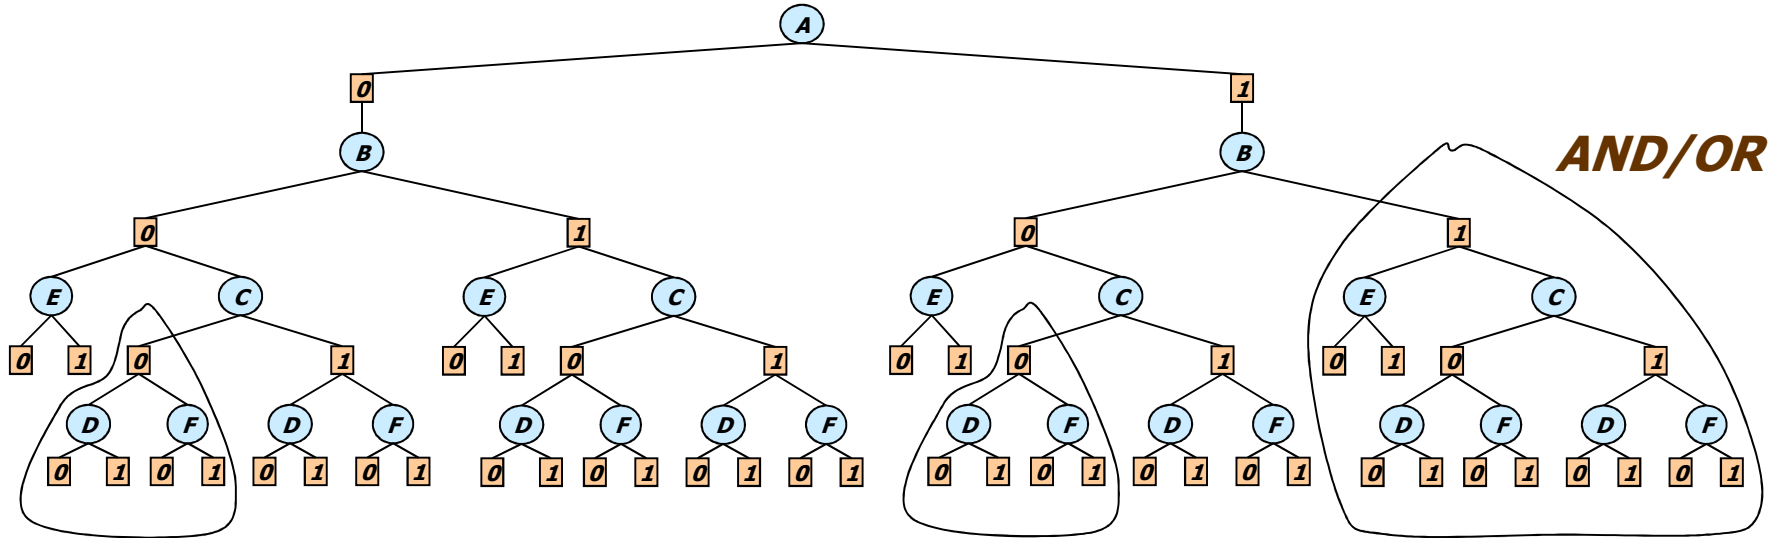 A
0 1
B B
AND/OR
0 1 0 1
E C E C E C E C
0 1 0 1 0 1 0 1 0 1 0 1 0 1 0 1
D F D F D F D F D F D F D F D F
0 1 0 1 0 1 0 1 0 1 0 1 0 1 0 1 0 1 0 1 0 1 0 1 0 1 0 1 0 1 0 1